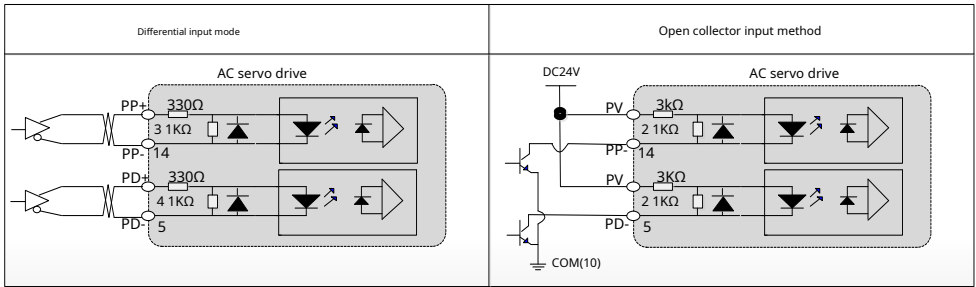 Differential input mode
Open collector input method
AC servo drive
PP+
330Ω
3 1KΩ
PP-
14
PD+
330Ω
4 1KΩ
PD-
5
DC24V
AC servo drive
PV
3kΩ
2 1KΩ
PP-
14
PV
3KΩ
2 1KΩ
PD-
5
COM(10)